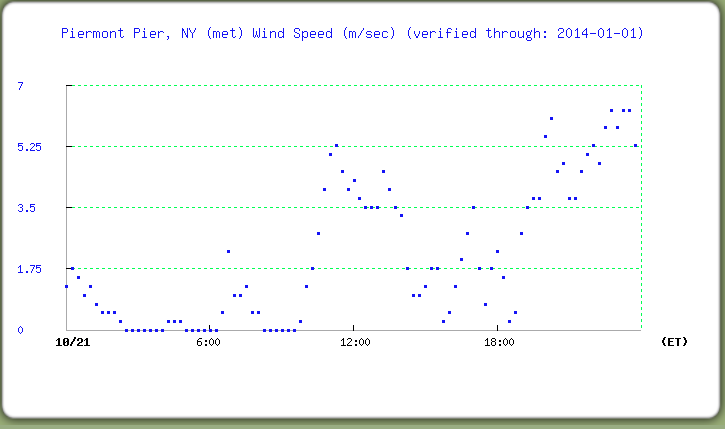 Piermont Pier, NY (met) Wind Speed (m/sec) (verified through: 2014-01-01)
7
5.25
3.5
1.75
0
10/21 6:00 12:00 18:00 (ET)